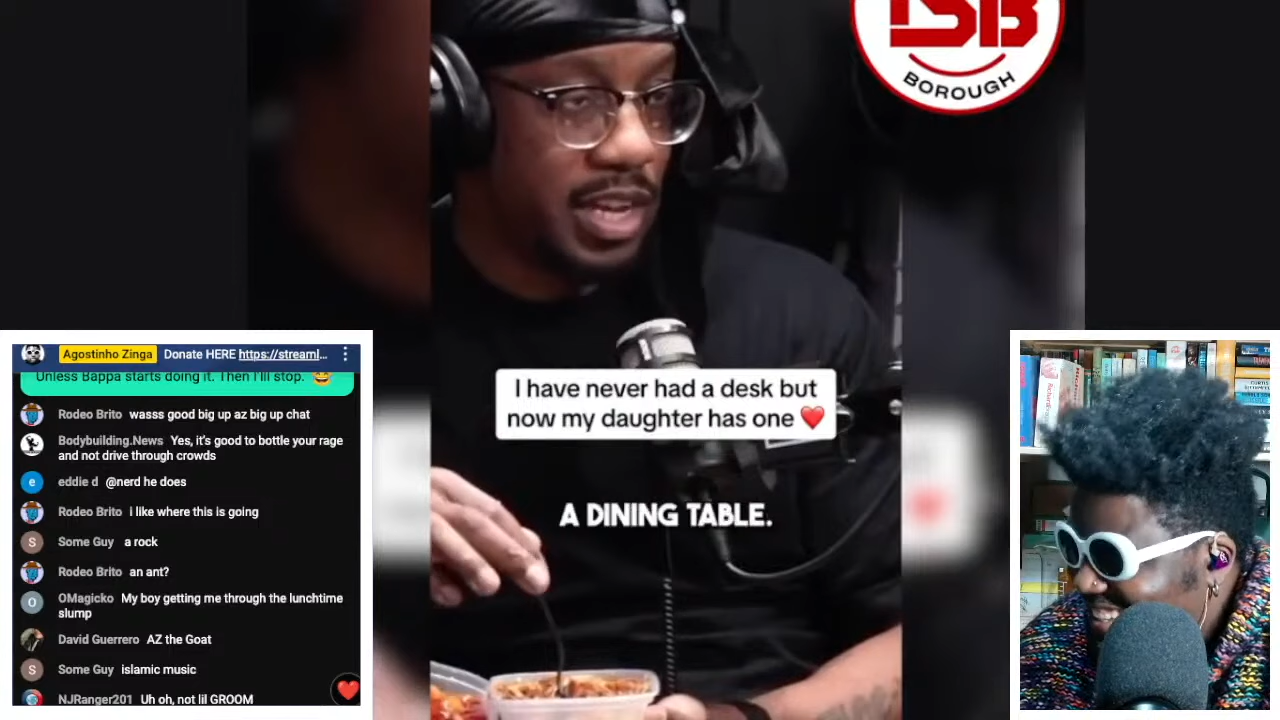 ISB
BOROUGH
I have never had a desk but
now my daughter has one ❤️
A DINING TABLE.
Agostinho Zinga Donate HERE https://streaml...
Unless Bappa starts doing it. Then I'lll stop. 🤩
Rodeo Brito wasss good big up az big up chat
Bodybuilding.News Yes, it's good to bottle your rage
and not drive through crowds
e eddie d @nerd he does
Rodeo Brito i like where this is going
S Some Guy a rock
Rodeo Brito an ant?
O OMagicko My boy getting me through the lunchtime
slump
David Guerrero AZ the Goat
S Some Guy islamic music
NJRanger201 Uh oh, not lil GROOM